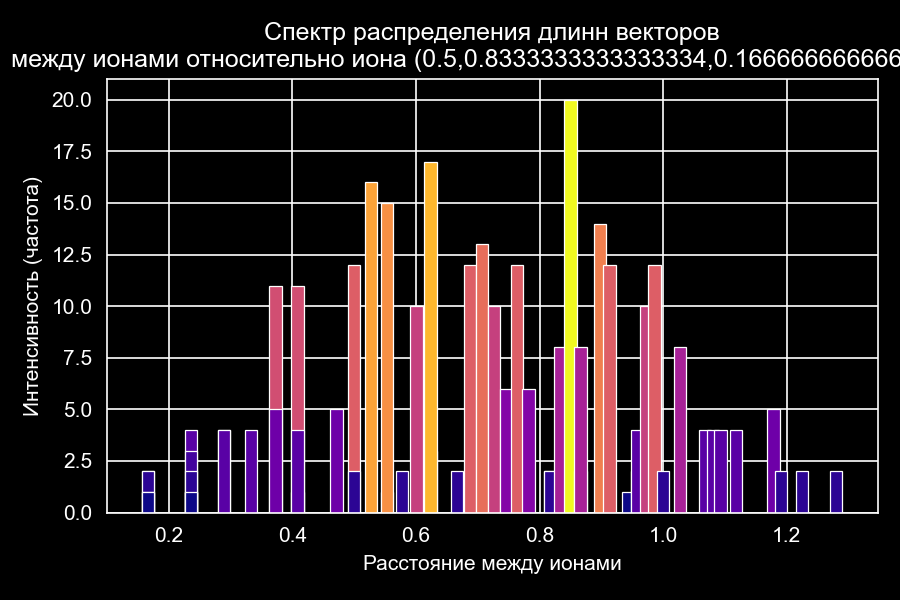 Спектр распределения длинн векторов
между ионами относительно иона (0.5,0.8333333333333334,0.166666666666
20.0
17.5
15.0
12.5
10.0
7.5
5.0
2.5
0.0
Интенсивность (частота)
0.2 0.4 0.6 0.8 1.0 1.2
Расстояние между ионами